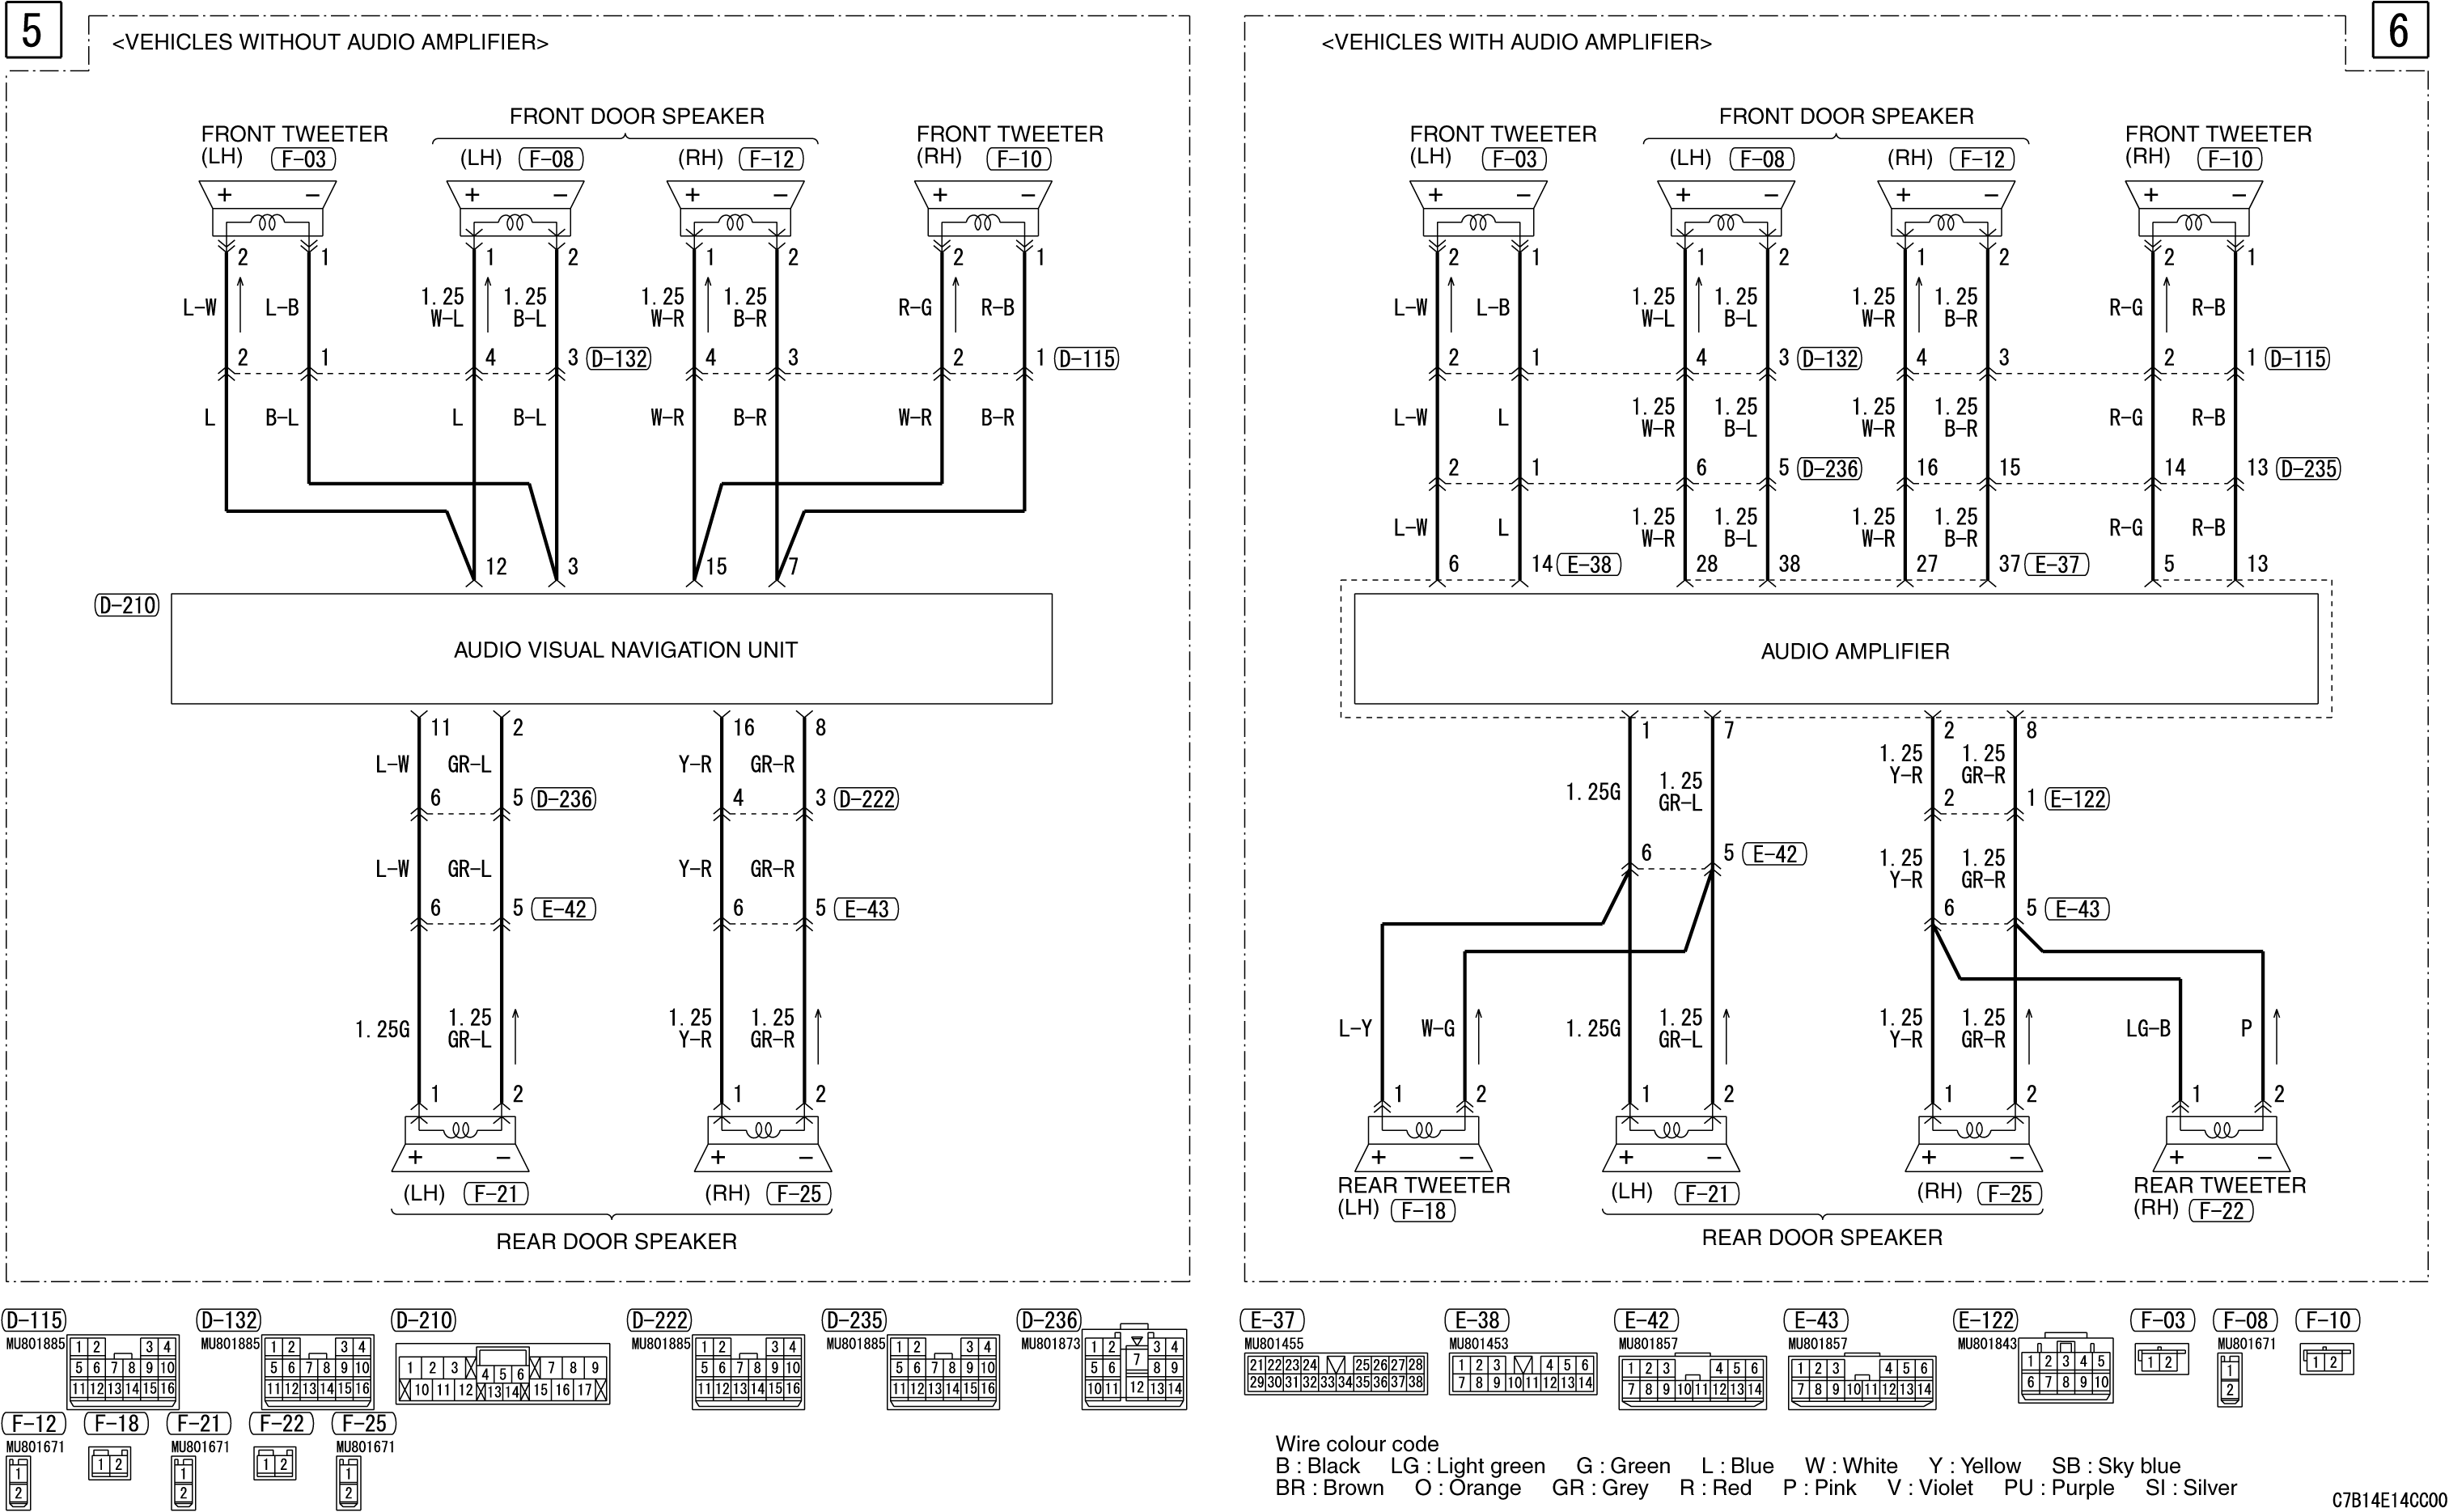 5
<VEHICLES WITHOUT AUDIO AMPLIFIER>
FRONT DOOR SPEAKER
FRONT TWEETER FRONT TWEETER
(LH) F-03 (LH) F-08 (RH) F-12 (RH) F-10
+ − + − + − + −
2 1 1 2 1 2 2 1
L-W L-B 1.25 W-L 1.25 B-L 1.25 W-R 1.25 B-R R-G R-B
2 1 4 3 D-132 4 3 2 1 D-115
L B-L L B-L W-R B-R W-R B-R
12 3 15 7
D-210
AUDIO VISUAL NAVIGATION UNIT
11 2 16 8
L-W GR-L Y-R GR-R
6 5 D-236 4 3 D-222
L-W GR-L Y-R GR-R
6 5 E-42 6 5 E-43
1.25G 1.25 GR-L 1.25 Y-R 1.25 GR-R
1 2 1 2
+ − + −
(LH) F-21 (RH) F-25
REAR DOOR SPEAKER
6
<VEHICLES WITH AUDIO AMPLIFIER>
FRONT DOOR SPEAKER
FRONT TWEETER FRONT TWEETER
(LH) F-03 (LH) F-08 (RH) F-12 (RH) F-10
+ − + − + − + −
2 1 1 2 1 2 2 1
L-W L-B 1.25 W-L 1.25 B-L 1.25 W-R 1.25 B-R R-G R-B
2 1 4 3 D-132 4 3 2 1 D-115
L-W L 1.25 W-R 1.25 B-L 1.25 W-R 1.25 B-R R-G R-B
2 1 6 5 D-236 16 15 14 13 D-235
L-W L 1.25 W-R 1.25 B-L 1.25 W-R 1.25 B-R R-G R-B
6 14 E-38 28 38 27 37 E-37 5 13
AUDIO AMPLIFIER
1 7 2 8
1.25G 1.25 GR-L 1.25 Y-R 1.25 GR-R
2 1 E-122
6 5 E-42 1.25 Y-R 1.25 GR-R
6 5 E-43
L-Y W-G 1.25G 1.25 GR-L 1.25 Y-R 1.25 GR-R LG-B P
1 2 1 2 1 2 1 2
+ − + − + − + −
REAR TWEETER (LH) F-21 (RH) F-25 REAR TWEETER
(LH) F-18 (RH) F-22
REAR DOOR SPEAKER
D-115 D-132 D-210 D-222 D-235 D-236 E-37 E-38 E-42 E-43 E-122 F-03 F-08 F-10
MU801885 MU801885 MU801885 MU801885 MU801873 MU801455 MU801453 MU801857 MU801857 MU801843 MU801671
1 2 3 4 1 2 3 4 1 2 3 4 1 2 3 4 1 2 3 4 21 22 23 24 25 26 27 28 1 2 3 4 5 6 1 2 3 4 5 6 1 2 3 4 5 6 1 2 3 4 5 1 2 1 1 2
5 6 7 8 9 10 5 6 7 8 9 10 1 2 3 4 5 6 7 8 9 5 6 7 8 9 10 5 6 7 8 9 10 5 6 7 8 9 29 30 31 32 33 34 35 36 37 38 7 8 9 10 11 12 13 14 7 8 9 10 11 12 13 14 7 8 9 10 11 12 13 14 6 7 8 9 10 2
11 12 13 14 15 16 11 12 13 14 15 16 10 11 12 13 14 15 16 17 11 12 13 14 15 16 11 12 13 14 15 16 10 11 12 13 14
F-12 F-18 F-21 F-22 F-25
MU801671 MU801671 MU801671
1 1 2 1 1 2 1
2 2 2
Wire colour code
B : Black LG : Light green G : Green L : Blue W : White Y : Yellow SB : Sky blue
BR : Brown O : Orange GR : Grey R : Red P : Pink V : Violet PU : Purple SI : Silver
C7B14E14CC00